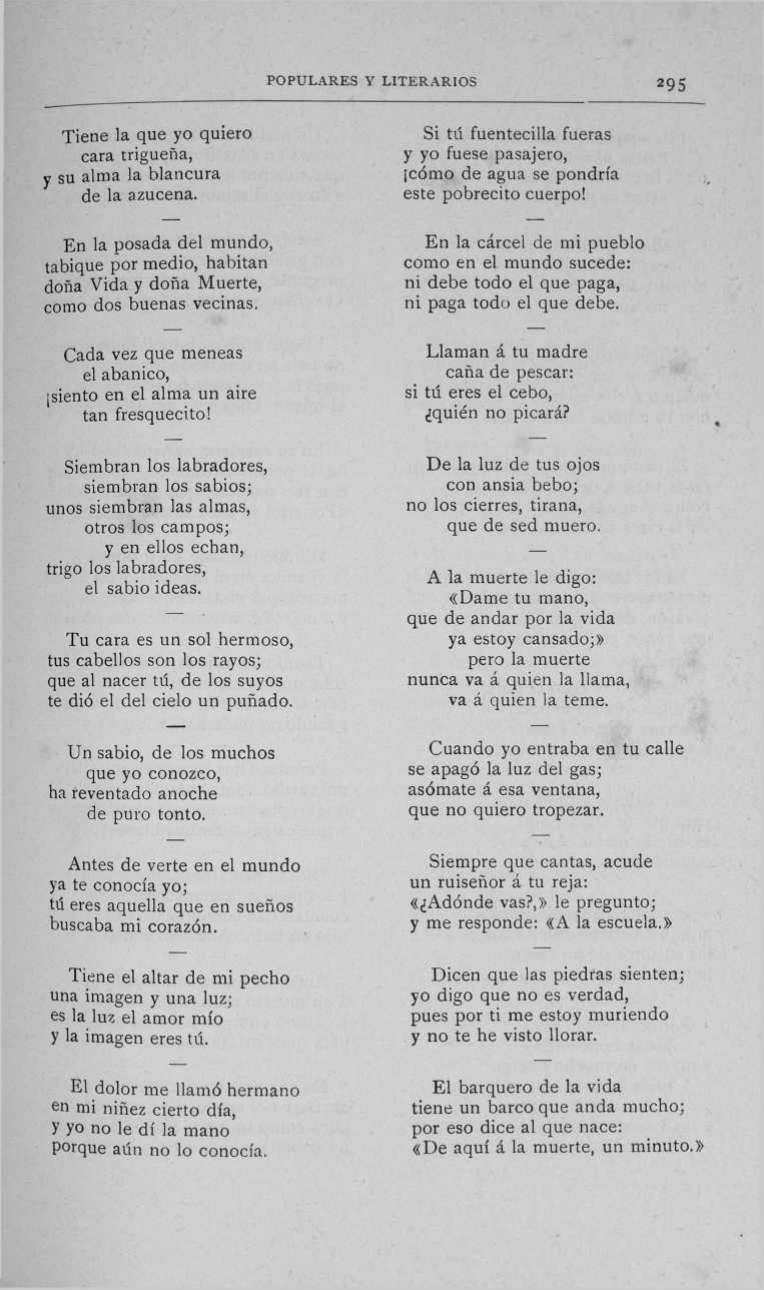 POPULARES Y LITERARIOS 295
Tiene la que yo quiero
cara trigueña,
y su alma la blancura
de la azucena.
—
En la posada del mundo,
tabique por medio, habitan
doña Vida y doña Muerte,
como dos buenas vecinas.
—
Cada vez que meneas
el abanico,
¡siento en el alma un aire
tan fresquecito!
—
Siembran los labradores,
siembran los sabios;
unos siembran las almas,
otros los campos;
y en ellos echan,
trigo los labradores,
el sabio ideas.
—
Tu cara es un sol hermoso,
tus cabellos son los rayos;
que al nacer tú, de los suyos
te dió el del cielo un puñado.
—
Un sabio, de los muchos
que yo conozco,
ha reventado anoche
de puro tonto.
—
Antes de verte en el mundo
ya te conocía yo;
tú eres aquella que en sueños
buscaba mi corazón.
—
Tiene el altar de mi pecho
una imagen y una luz;
es la luz el amor mío
y la imagen eres tú.
—
El dolor me llamó hermano
en mi niñez cierto día,
y yo no le dí la mano
porque aún no lo conocía.
Si tú fuentecilla fueras
y yo fuese pasajero,
¡cómo de agua se pondría
este pobrecito cuerpo!
—
En la cárcel de mi pueblo
como en el mundo sucede:
ni debe todo el que paga,
ni paga todo el que debe.
—
Llaman á tu madre
caña de pescar:
si tú eres el cebo,
¿quién no picará?
—
De la luz de tus ojos
con ansia bebo;
no los cierres, tirana,
que de sed muero.
—
A la muerte le digo:
«Dame tu mano,
que de andar por la vida
ya estoy cansado;»
pero la muerte
nunca va á quien la llama,
va á quien la teme.
—
Cuando yo entraba en tu calle
se apagó la luz del gas;
asómate á esa ventana,
que no quiero tropezar.
—
Siempre que cantas, acude
un ruiseñor á tu reja:
«¿Adónde vas?,» le pregunto;
y me responde: «A la escuela.»
—
Dicen que las piedras sienten;
yo digo que no es verdad,
pues por ti me estoy muriendo
y no te he visto llorar.
—
El barquero de la vida
tiene un barco que anda mucho;
por eso dice al que nace:
«De aquí á la muerte, un minuto.»